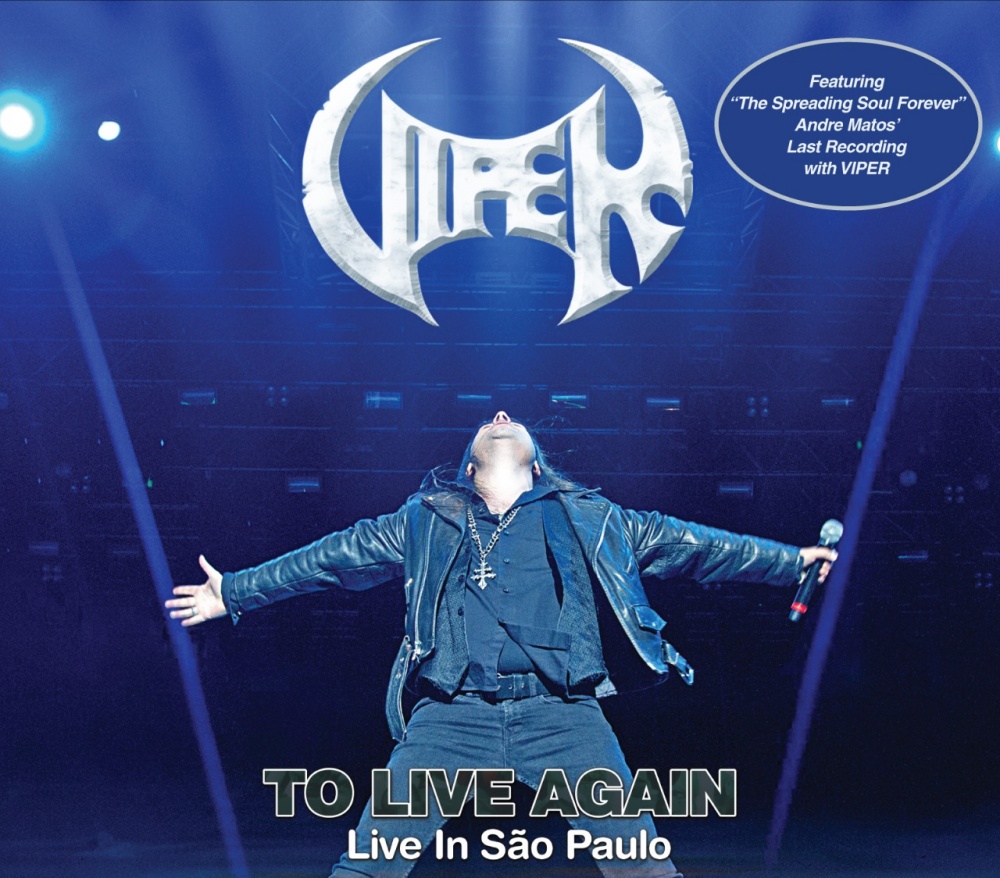 VIPER
Featuring
“The Spreading Soul Forever”
Andre Matos’
Last Recording
with VIPER
TO LIVE AGAIN
Live In São Paulo